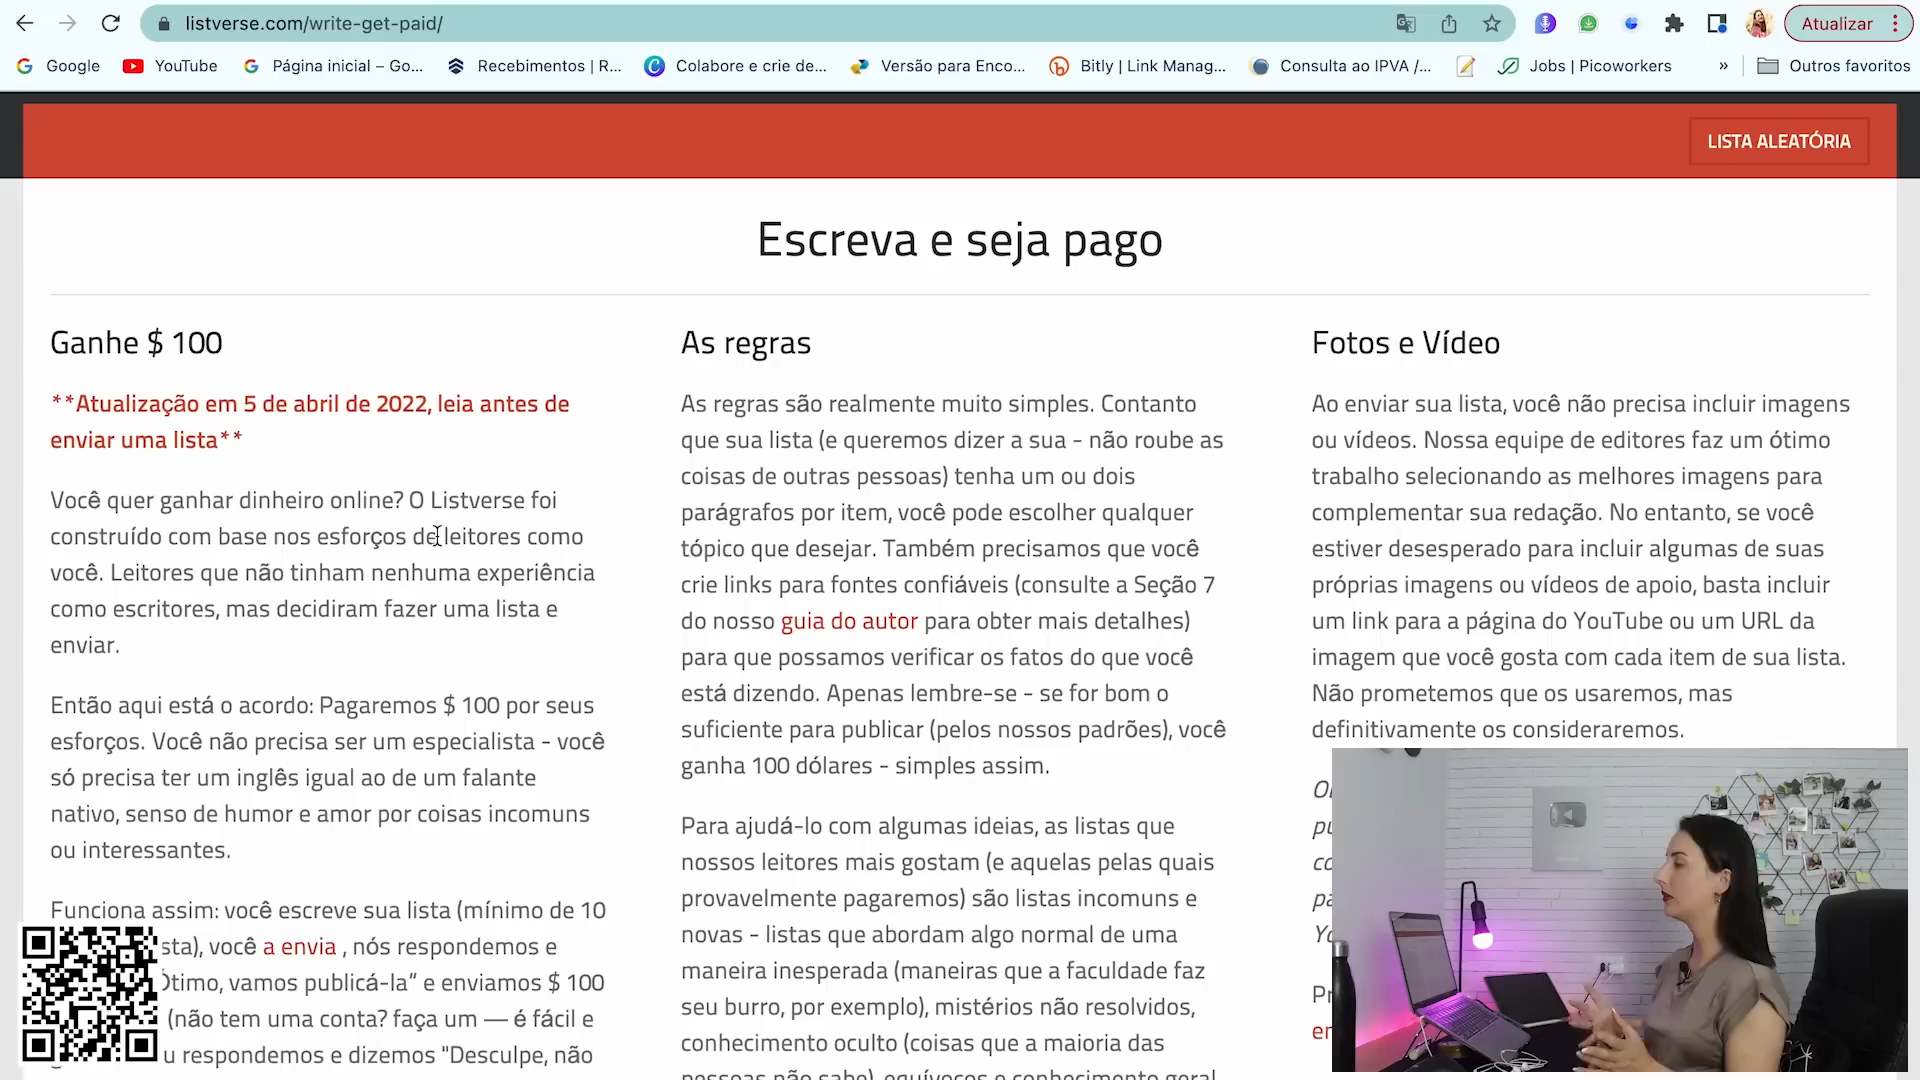 listverse.com/write-get-paid/
Atualizar
Google
YouTube
Página inicial – Go...
Recebimentos | R...
Colabore e crie de...
Versão para Enco...
Bitly | Link Manag...
Consulta ao IPVA /...
Jobs | Picoworkers
»
Outros favoritos
LISTA ALEATÓRIA
Escreva e seja pago
Ganhe $ 100
**Atualização em 5 de abril de 2022, leia antes de
enviar uma lista**
Você quer ganhar dinheiro online? O Listverse foi
construído com base nos esforços de leitores como
você. Leitores que não tinham nenhuma experiência
como escritores, mas decidiram fazer uma lista e
enviar.
Então aqui está o acordo: Pagaremos $ 100 por seus
esforços. Você não precisa ser um especialista - você
só precisa ter um inglês igual ao de um falante
nativo, senso de humor e amor por coisas incomuns
ou interessantes.
Funciona assim: você escreve sua lista (mínimo de 10
sta), você a envia , nós respondemos e
Ótimo, vamos publicá-la” e enviamos $ 100
(não tem uma conta? faça um — é fácil e
u respondemos e dizemos "Desculpe, não
As regras
As regras são realmente muito simples. Contanto
que sua lista (e queremos dizer a sua - não roube as
coisas de outras pessoas) tenha um ou dois
parágrafos por item, você pode escolher qualquer
tópico que desejar. Também precisamos que você
crie links para fontes confiáveis (consulte a Seção 7
do nosso guia do autor para obter mais detalhes)
para que possamos verificar os fatos do que você
está dizendo. Apenas lembre-se - se for bom o
suficiente para publicar (pelos nossos padrões), você
ganha 100 dólares - simples assim.
Para ajudá-lo com algumas ideias, as listas que
nossos leitores mais gostam (e aquelas pelas quais
provavelmente pagaremos) são listas incomuns e
novas - listas que abordam algo normal de uma
maneira inesperada (maneiras que a faculdade faz
seu burro, por exemplo), mistérios não resolvidos,
conhecimento oculto (coisas que a maioria das
pessoas não sabe), equívocos e conhecimento geral
Fotos e Vídeo
Ao enviar sua lista, você não precisa incluir imagens
ou vídeos. Nossa equipe de editores faz um ótimo
trabalho selecionando as melhores imagens para
complementar sua redação. No entanto, se você
estiver desesperado para incluir algumas de suas
próprias imagens ou vídeos de apoio, basta incluir
um link para a página do YouTube ou um URL da
imagem que você gosta com cada item de sua lista.
Não prometemos que os usaremos, mas
definitivamente os consideraremos.